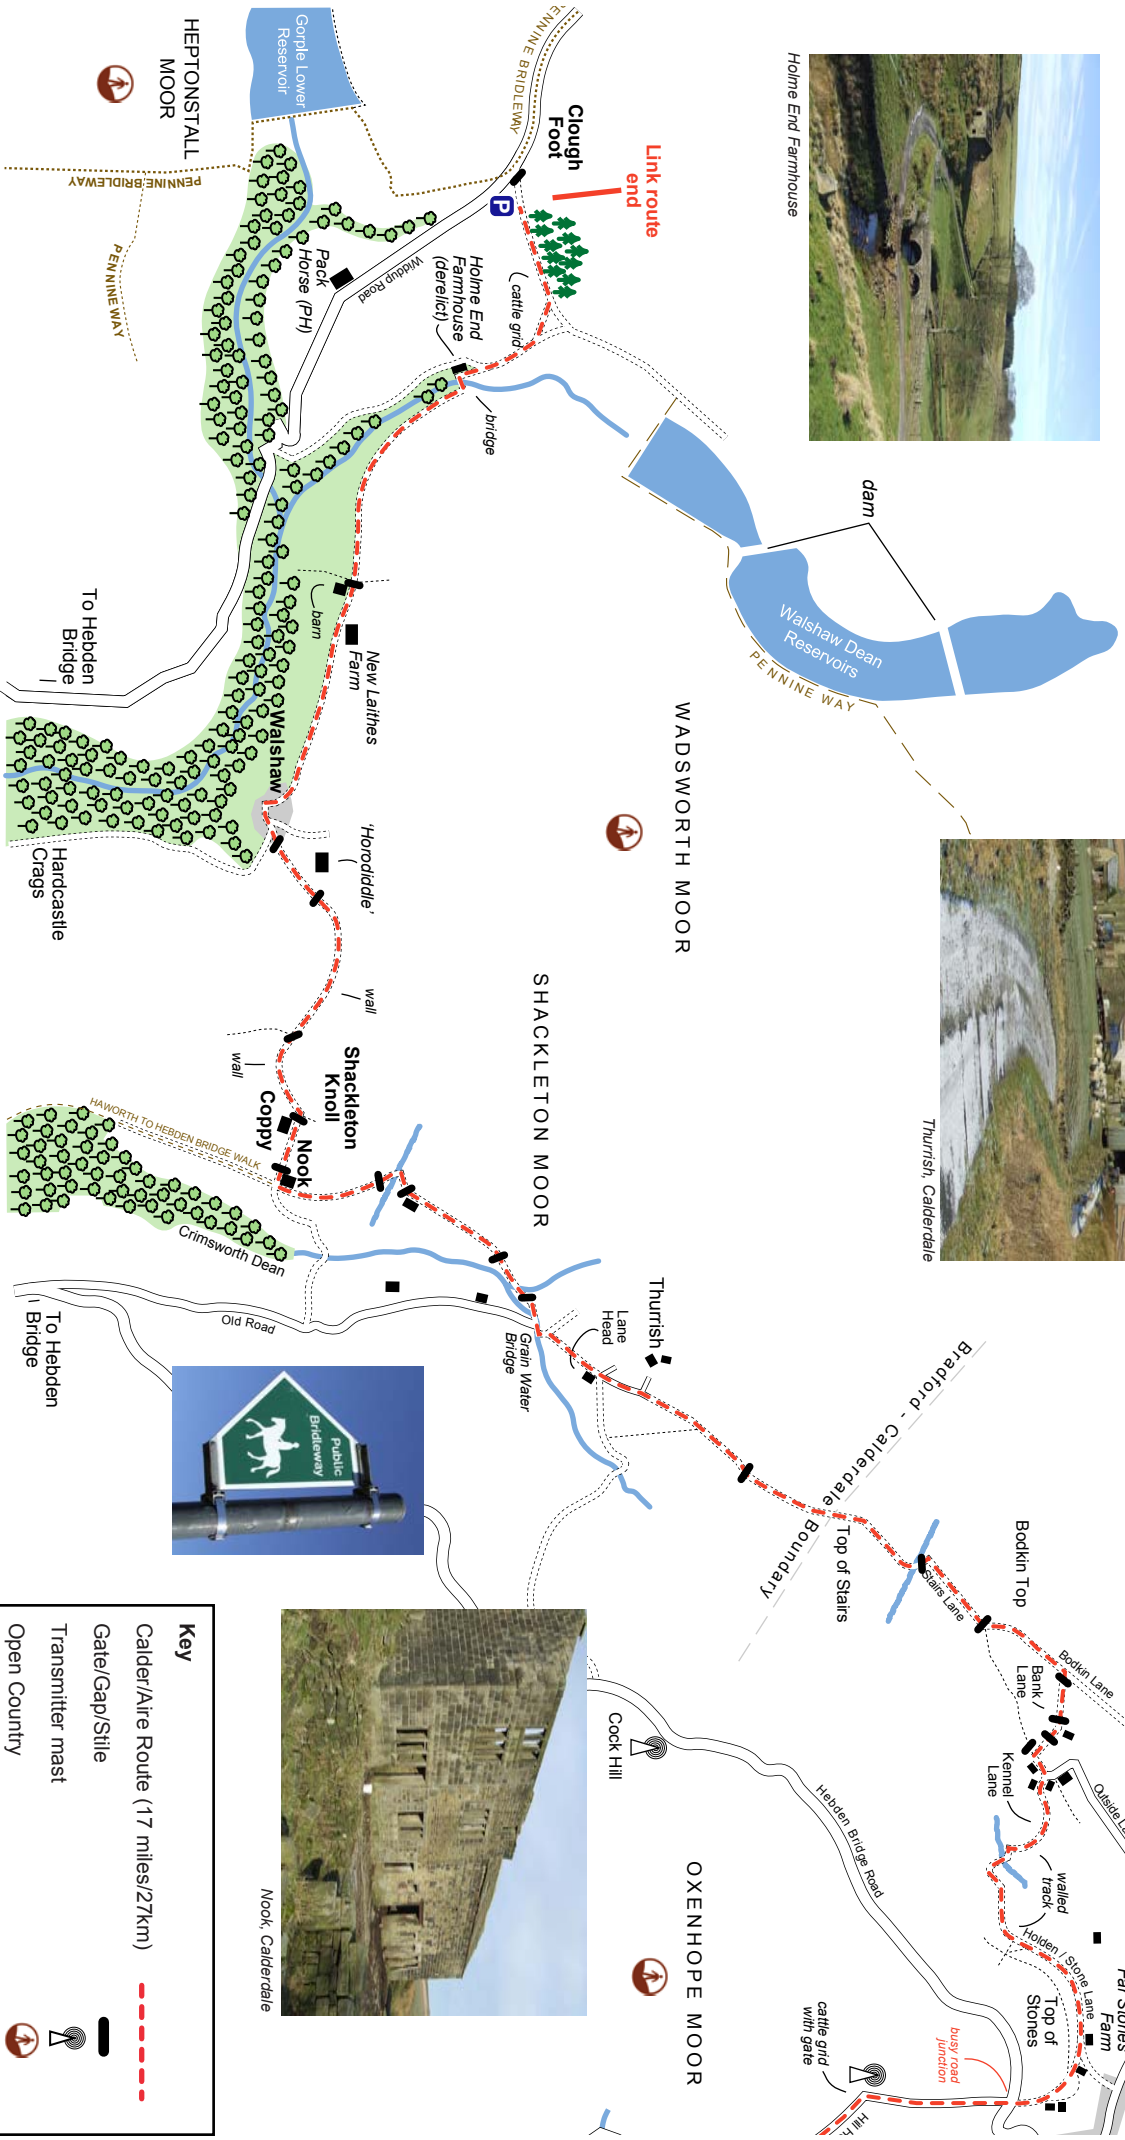 Holme End Farmhouse
PENNINE BRIDLEWAY
Clough
Foot
Link route
end
P
Gorple Lower
Reservoir
HEPTONSTALL
MOOR
PENNINE BRIDLEWAY
PENNINE WAY
Pack
Horse (PH)
Widdup Road
cattle grid
Holme End
Farmhouse
(derelict)
bridge
dam
Walshaw Dean
Reservoirs
PENNINE WAY
barn
New Laithes
Farm
To Hebden
Bridge
Walshaw
WADSWORTH MOOR
Hardcastle
Crags
'Horodiddle'
wall
wall
Shackleton
Knoll
Coppy
Nook
HAWORTH TO HEBDEN BRIDGE WALK
Crimsworth Dean
SHACKLETON MOOR
Thurrish, Calderdale
Old Road
To Hebden
Bridge
Grain Water
Bridge
Lane
Head
Thurrish
Public
Bridleway
Bradford - Calderdale Boundary
Top of Stairs
Stairs Lane
Bodkin Top
Bodkin Lane
Bank /
Lane
Kennel
Lane
Outside
walled
track
Holden / Stone Lane
Top of
Stones
Farm
Cock Hill
Hebden Bridge Road
OXENHOPE MOOR
cattle grid
with gate
busy road
junction
Hill
Nook, Calderdale
Key
Calder/Aire Route (17 miles/27km)
Gate/Gap/Stile
Transmitter mast
Open Country